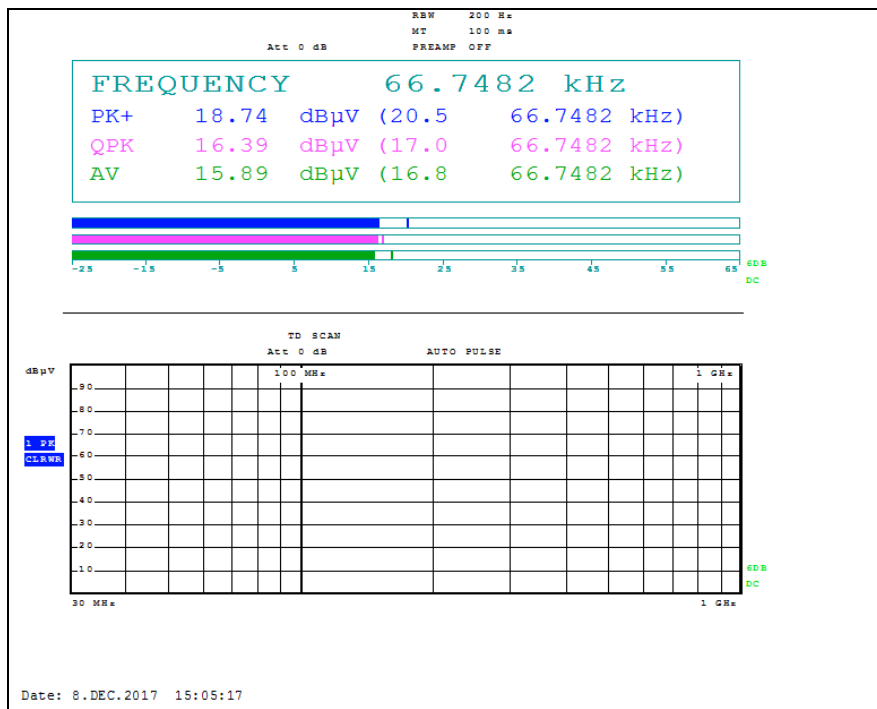 RBW 200 Hz
MT 100 ms
Att 0 dB PREAMP OFF
FREQUENCY 66.7482 kHz
PK+ 18.74 dBµV (20.5 66.7482 kHz)
QPK 16.39 dBµV (17.0 66.7482 kHz)
AV 15.89 dBµV (16.8 66.7482 kHz)
-25 -15 -5 5 15 25 35 45 55 65
6DB
DC
TD SCAN
Att 0 dB AUTO PULSE
dBµV
100 MHz 1 GHz
90
80
70
1 PK
60
CLRWR
50
40
30
20
10
6DB
DC
30 MHz 1 GHz
Date: 8.DEC.2017 15:05:17